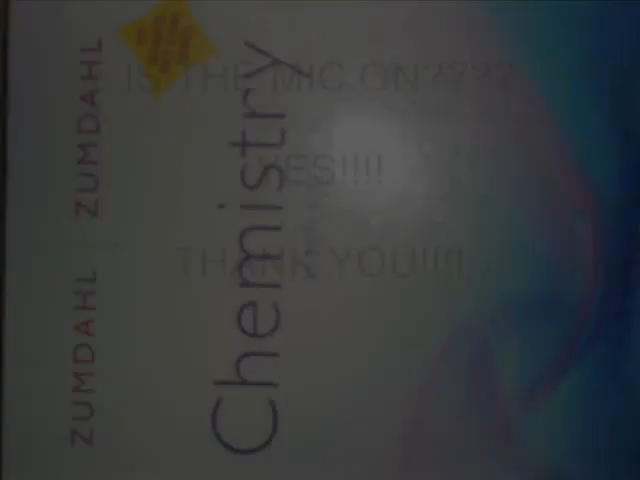 IS THE MIC ON????
YES!!!!
THANK YOU!!!!!
Chemistry
ZUMDAHL
ZUMDAHL